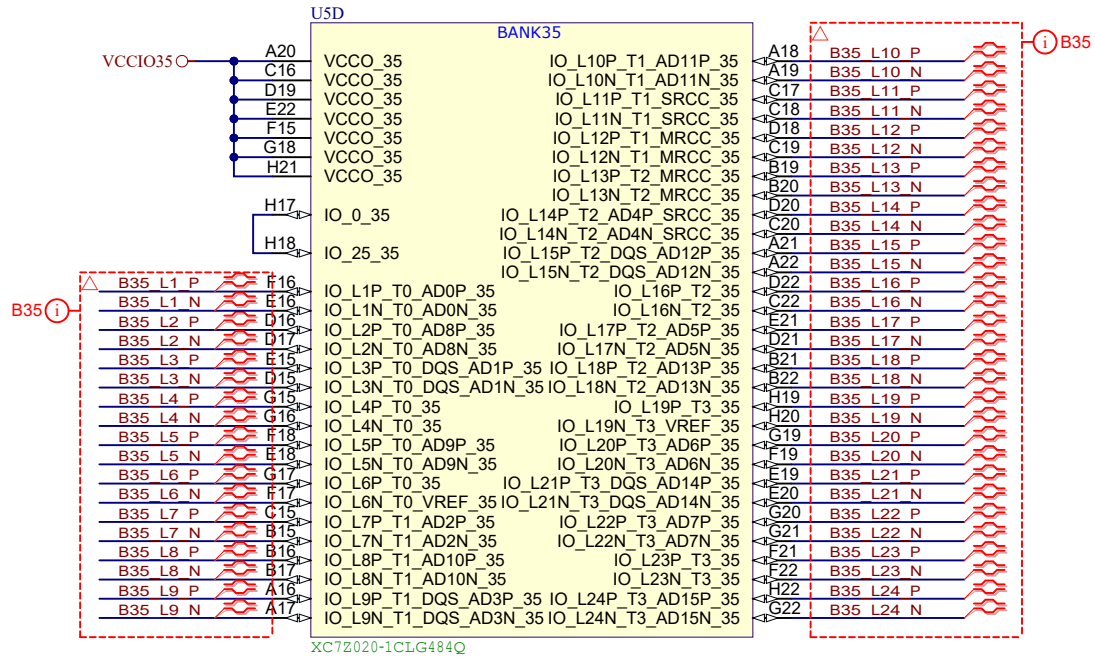 U5D
BANK35
VCCIO35
A20 VCCO_35
C16 VCCO_35
D19 VCCO_35
E22 VCCO_35
F15 VCCO_35
G18 VCCO_35
H21 VCCO_35
H17 IO_0_35
H18 IO_25_35
B35 i
B35_L1_P F16 IO_L1P_T0_AD0P_35
B35_L1_N E16 IO_L1N_T0_AD0N_35
B35_L2_P D16 IO_L2P_T0_AD8P_35
B35_L2_N D17 IO_L2N_T0_AD8N_35
B35_L3_P E15 IO_L3P_T0_DQS_AD1P_35
B35_L3_N D15 IO_L3N_T0_DQS_AD1N_35
B35_L4_P G15 IO_L4P_T0_35
B35_L4_N G16 IO_L4N_T0_35
B35_L5_P F18 IO_L5P_T0_AD9P_35
B35_L5_N E18 IO_L5N_T0_AD9N_35
B35_L6_P G17 IO_L6P_T0_35
B35_L6_N F17 IO_L6N_T0_VREF_35
B35_L7_P C15 IO_L7P_T1_AD2P_35
B35_L7_N B15 IO_L7N_T1_AD2N_35
B35_L8_P B16 IO_L8P_T1_AD10P_35
B35_L8_N B17 IO_L8N_T1_AD10N_35
B35_L9_P A16 IO_L9P_T1_DQS_AD3P_35
B35_L9_N A17 IO_L9N_T1_DQS_AD3N_35
IO_L10P_T1_AD11P_35 A18 B35_L10_P
IO_L10N_T1_AD11N_35 A19 B35_L10_N
IO_L11P_T1_SRCC_35 C17 B35_L11_P
IO_L11N_T1_SRCC_35 C18 B35_L11_N
IO_L12P_T1_MRCC_35 D18 B35_L12_P
IO_L12N_T1_MRCC_35 C19 B35_L12_N
IO_L13P_T2_MRCC_35 B19 B35_L13_P
IO_L13N_T2_MRCC_35 B20 B35_L13_N
IO_L14P_T2_AD4P_SRCC_35 D20 B35_L14_P
IO_L14N_T2_AD4N_SRCC_35 C20 B35_L14_N
IO_L15P_T2_DQS_AD12P_35 A21 B35_L15_P
IO_L15N_T2_DQS_AD12N_35 A22 B35_L15_N
IO_L16P_T2_35 D22 B35_L16_P
IO_L16N_T2_35 C22 B35_L16_N
IO_L17P_T2_AD5P_35 E21 B35_L17_P
IO_L17N_T2_AD5N_35 D21 B35_L17_N
IO_L18P_T2_AD13P_35 B21 B35_L18_P
IO_L18N_T2_AD13N_35 B22 B35_L18_N
IO_L19P_T3_35 H19 B35_L19_P
IO_L19N_T3_VREF_35 H20 B35_L19_N
IO_L20P_T3_AD6P_35 G19 B35_L20_P
IO_L20N_T3_AD6N_35 F19 B35_L20_N
IO_L21P_T3_DQS_AD14P_35 E19 B35_L21_P
IO_L21N_T3_DQS_AD14N_35 E20 B35_L21_N
IO_L22P_T3_AD7P_35 G20 B35_L22_P
IO_L22N_T3_AD7N_35 G21 B35_L22_N
IO_L23P_T3_35 F21 B35_L23_P
IO_L23N_T3_35 F22 B35_L23_N
IO_L24P_T3_AD15P_35 H22 B35_L24_P
IO_L24N_T3_AD15N_35 G22 B35_L24_N
i B35
XC7Z020-1CLG484Q